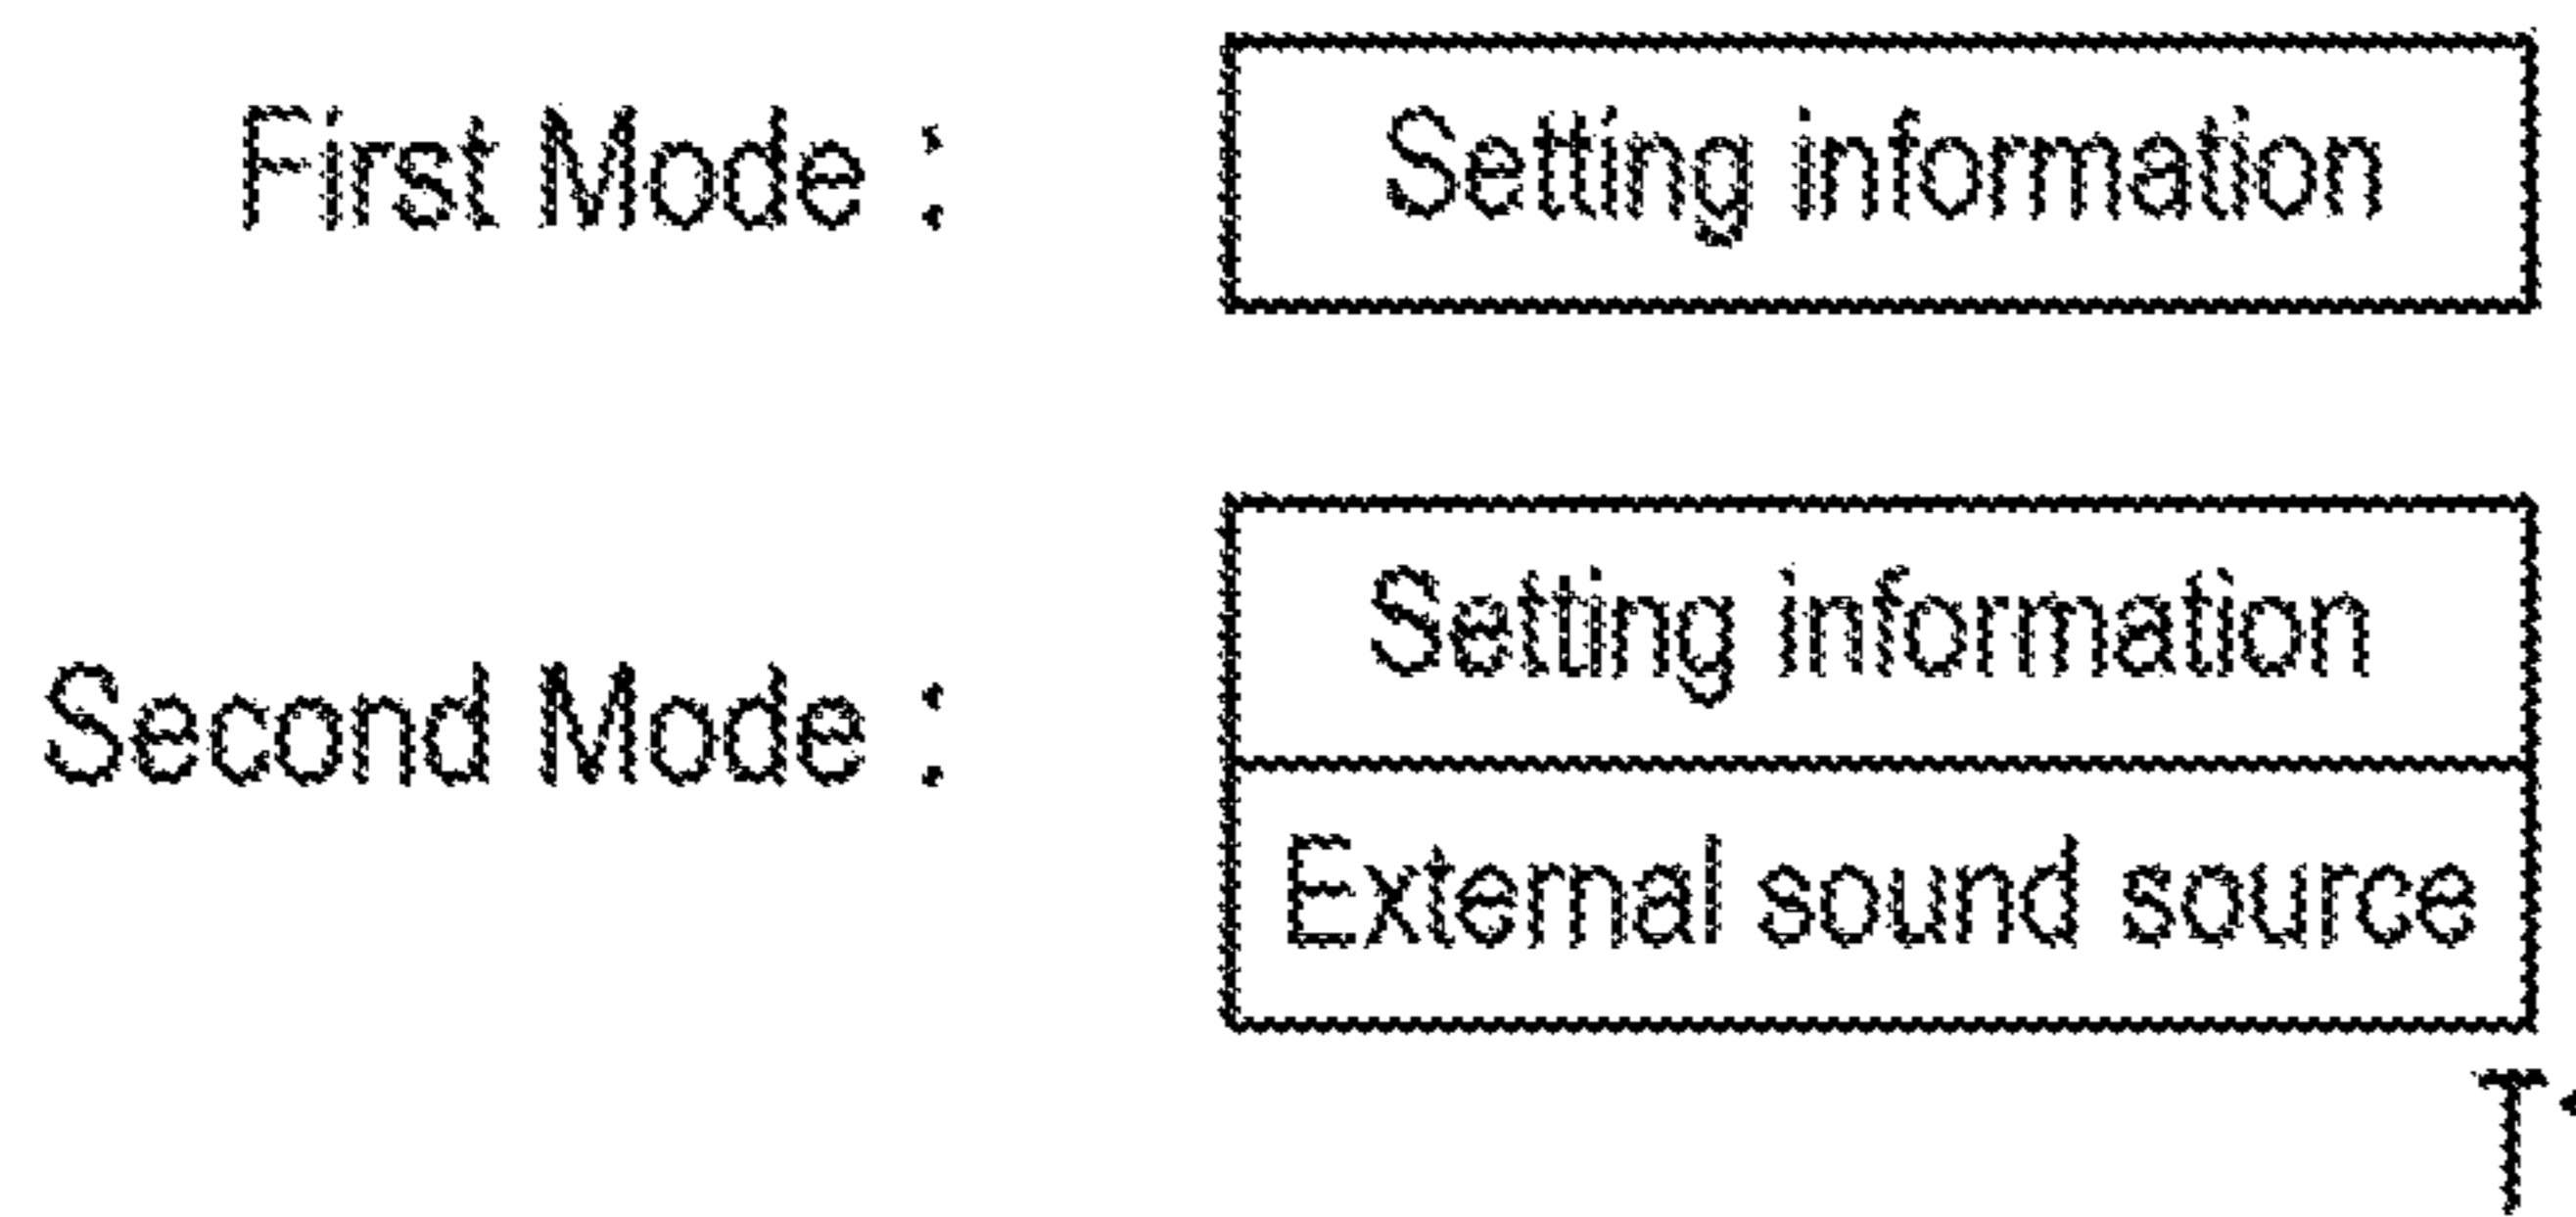 First Mode : Setting information
Setting information
Second Mode :
External sound source